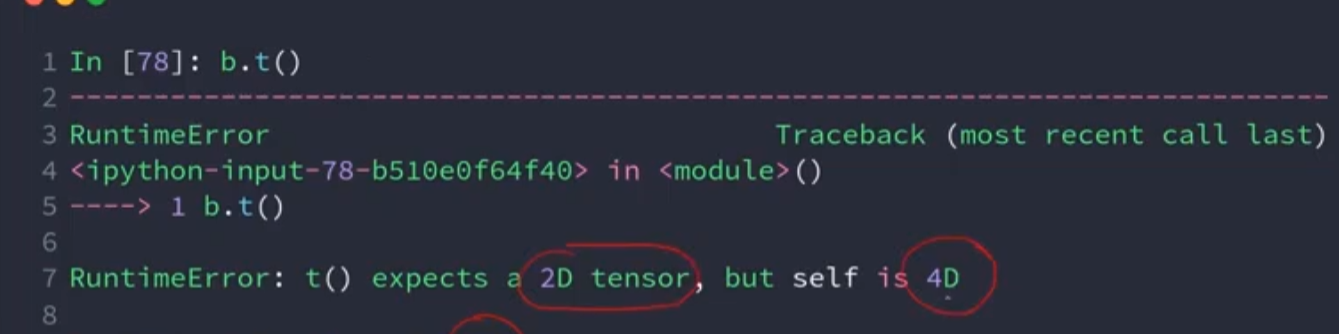 1 In [78]: b.t()
2 ---------------------------------------------------------------------------
3 RuntimeError                              Traceback (most recent call last)
4 <ipython-input-78-b510e0f64f40> in <module>()
5 ----> 1 b.t()
6
7 RuntimeError: t() expects a 2D tensor, but self is 4D
8